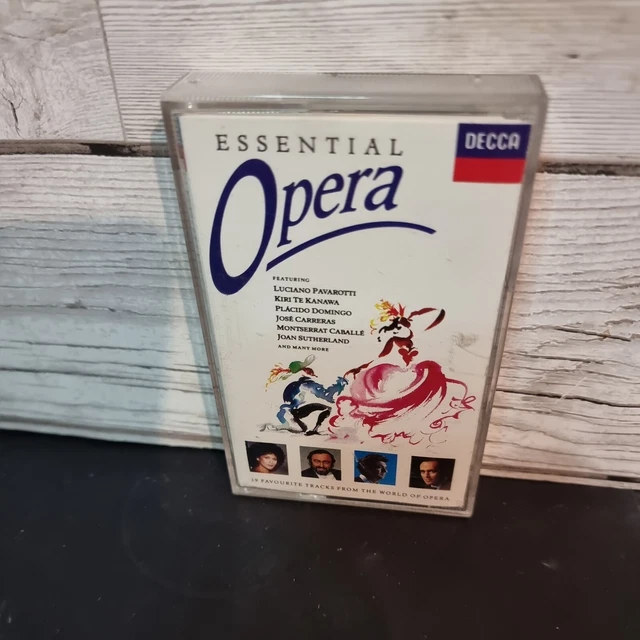 ESSENTIAL
DECCA
Opera
FEATURING
LUCIANO PAVAROTTI
KIRI TE KANAWA
PLÁCIDO DOMINGO
JOSÉ CARRERAS
MONTSERRAT CABALLÉ
JOAN SUTHERLAND
AND MANY MORE
19 FAVOURITE TRACKS FROM THE WORLD OF OPERA